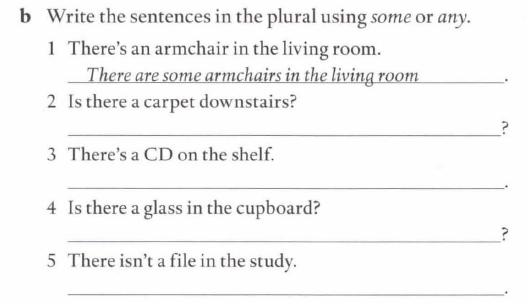 b Write the sentences in the plural using some or any.
1 There's an armchair in the living room.
There are some armchairs in the living room.
2 Is there a carpet downstairs?
?
3 There's a CD on the shelf.
.
4 Is there a glass in the cupboard?
?
5 There isn't a file in the study.
.